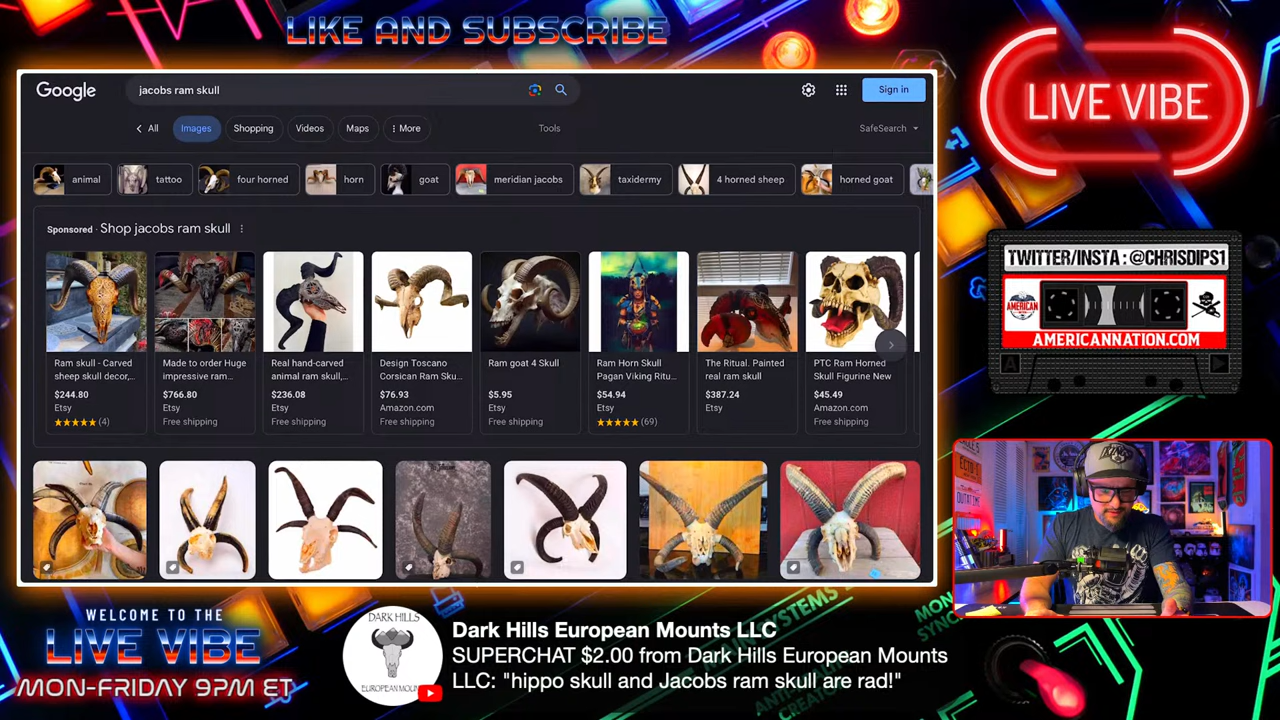 LIKE AND SUBSCRIBE
LIVE VIBE
Google
jacobs ram skull
Sign in
All
Images
Shopping
Videos
Maps
More
Tools
SafeSearch
animal
tattoo
four horned
horn
goat
meridian jacobs
taxidermy
4 horned sheep
horned goat
Sponsored · Shop jacobs ram skull
Ram skull - Carved
sheep skull decor,...
$244.80
Etsy
(4)
Made to order Huge
impressive ram...
$766.80
Etsy
Free shipping
Real Hand-carved
animal ram skull,...
$236.08
Etsy
Free shipping
Design Toscano
Corsican Ram Sku...
$76.93
Amazon.com
Free shipping
Ram goat 4 Skull
$5.95
Etsy
Free shipping
Ram Horn Skull
Pagan Viking Ritu...
$54.94
Etsy
(69)
The Ritual. Painted
real ram skull
$387.24
Etsy
PTC Ram Horned
Skull Figurine New
$45.49
Amazon.com
Free shipping
TWITTER/INSTA : @CHRISDIPS1
AMERICAN
AMERICANNATION.COM
A
WELCOME TO THE
LIVE VIBE
MON-FRIDAY 9PM ET
DARK HILLS
EUROPEAN MOUN
Dark Hills European Mounts LLC
SUPERCHAT $2.00 from Dark Hills European Mounts
LLC: "hippo skull and Jacobs ram skull are rad!"
SYSTEMS
MON
SYNC